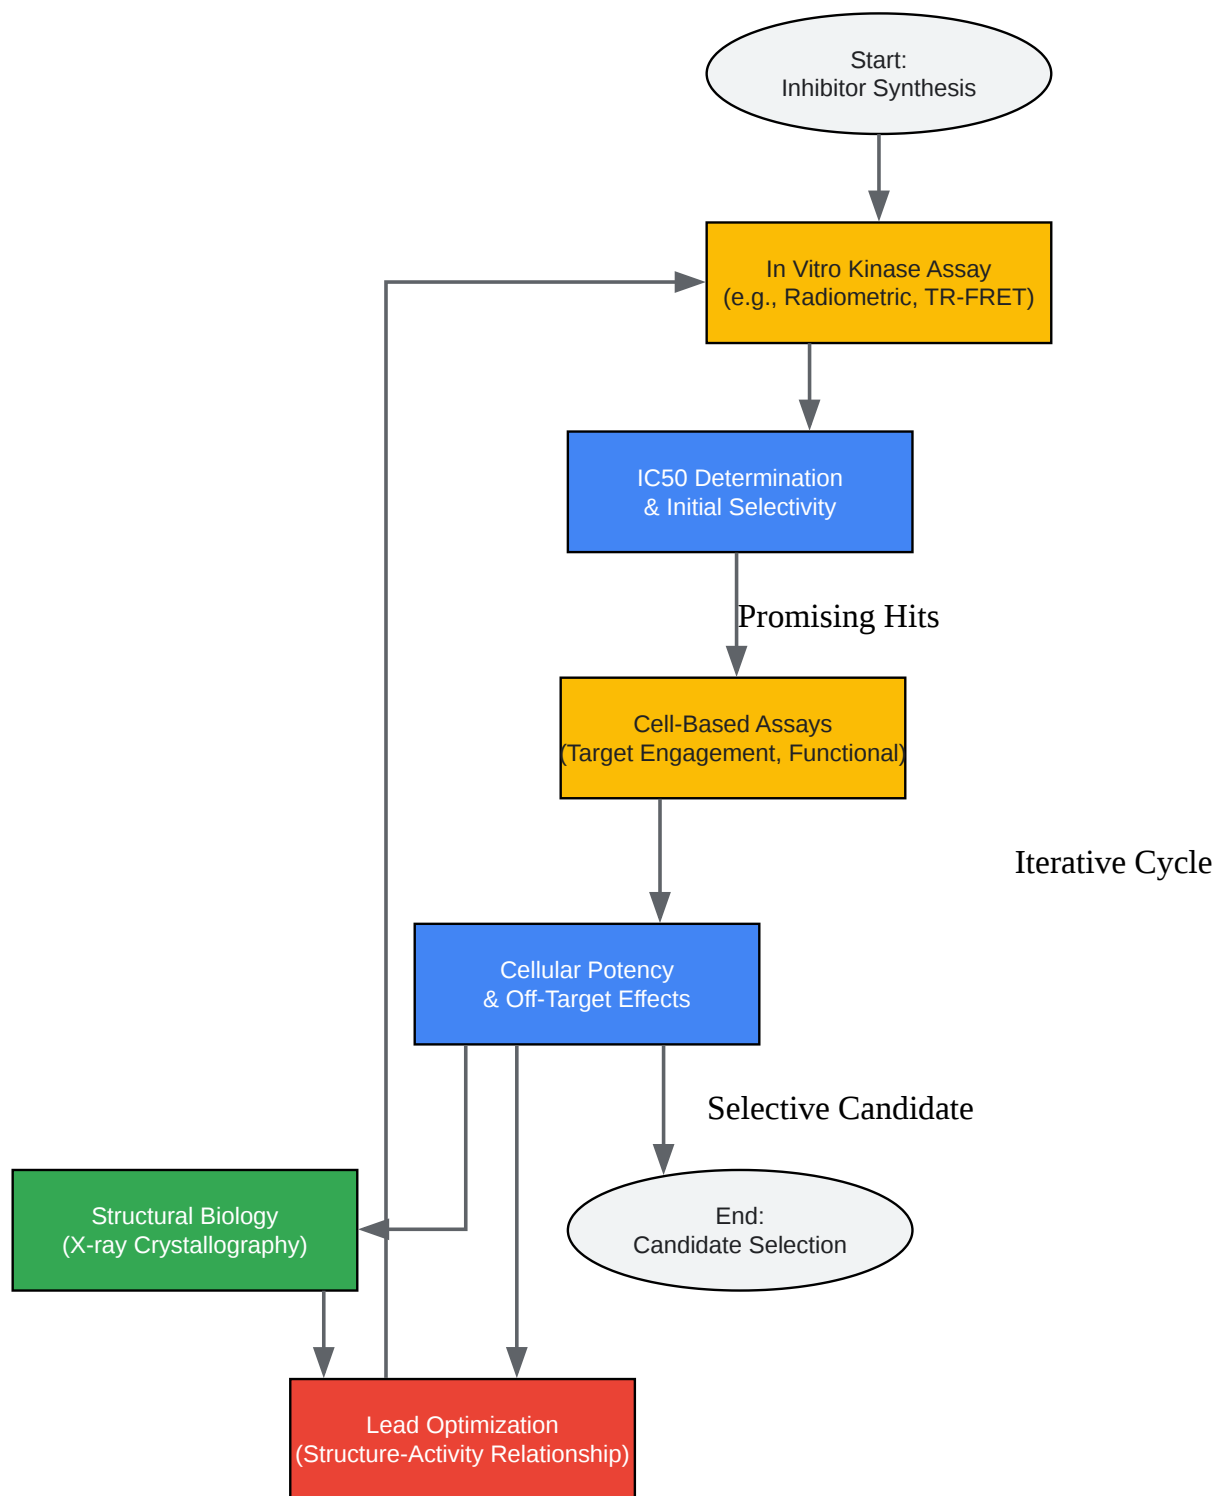 Start:
Inhibitor Synthesis
In Vitro Kinase Assay
(e.g., Radiometric, TR-FRET)
IC50 Determination
& Initial Selectivity
Promising Hits
Cell-Based Assays
(Target Engagement, Functional)
Iterative Cycle
Cellular Potency
& Off-Target Effects
Selective Candidate
Structural Biology
(X-ray Crystallography)
End:
Candidate Selection
Lead Optimization
(Structure-Activity Relationship)